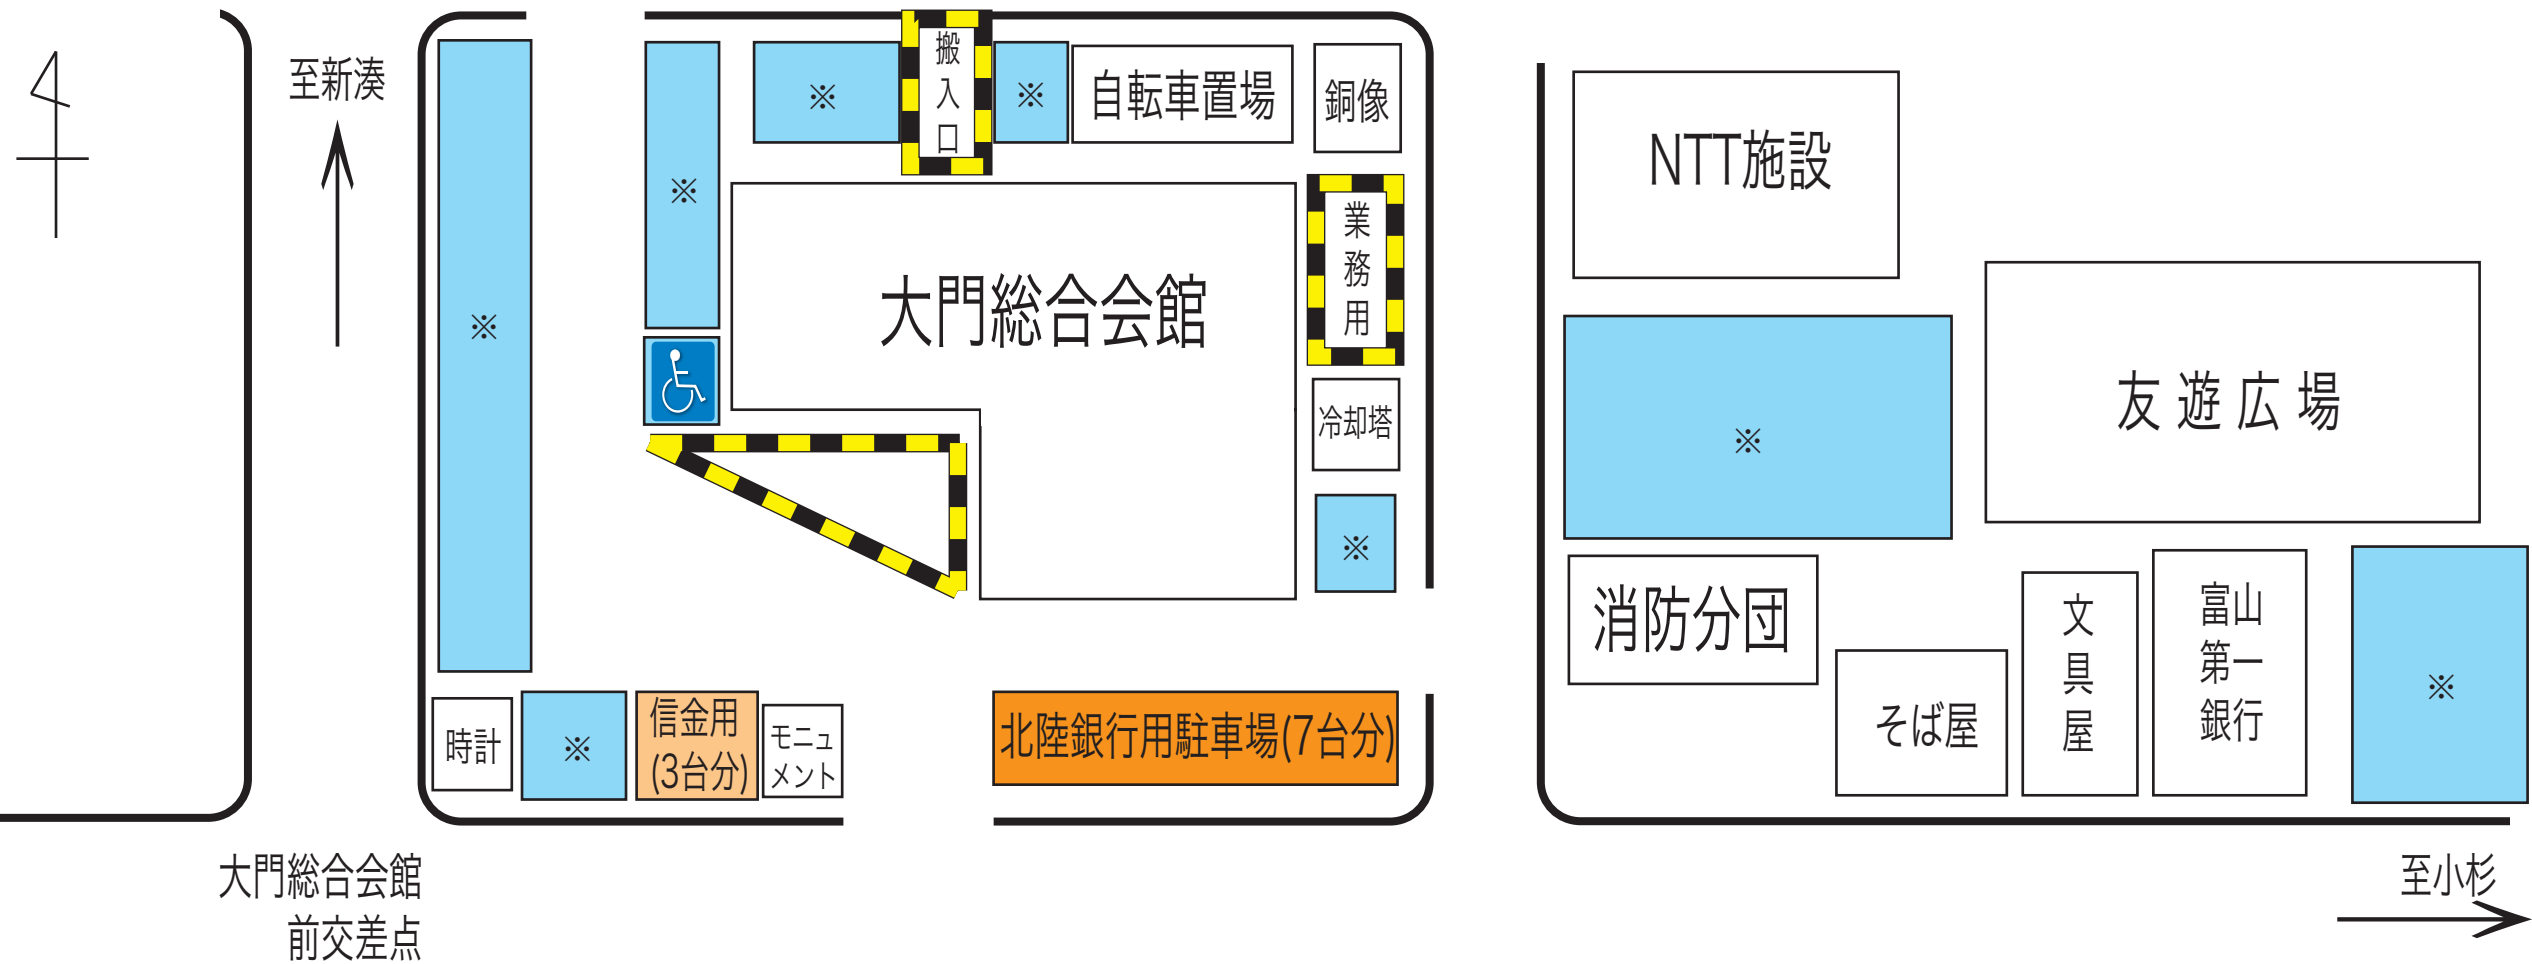 至新湊
※
※
※
搬入口
※
自転車置場
銅像
大門総合会館
業務用
冷却塔
※
時計
※
信金用
(3台分)
モニュ
メント
北陸銀行用駐車場(7台分)
NTT施設
※
友遊広場
消防分団
そば屋
文具屋
富山
第一
銀行
※
大門総合会館
前交差点
至小杉